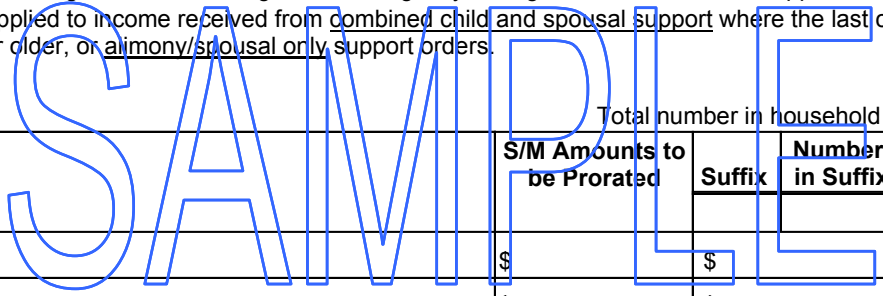 applied to income received from combined child and spousal support where the last
r older, or alimony/spousal only support orders.
Total number in household
S/M Amounts to be Prorated
Suffix
Number in Suffix
$
$
SAMPLE